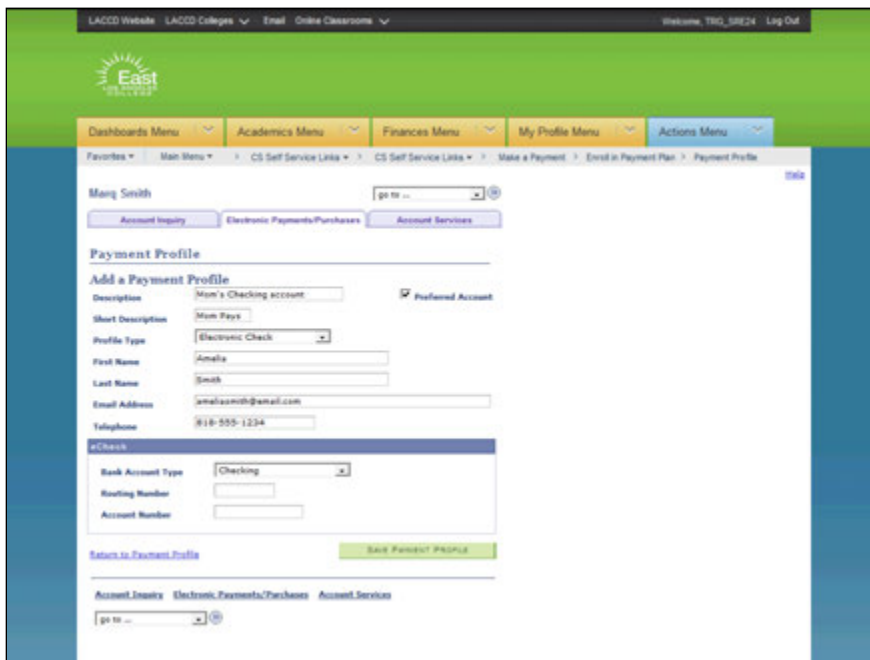 LACCD Website LACCD Colleges Email Online Classrooms Welcome, TRG_SRE24 Log Out
East
LOS ANGELES
COLLEGE
Dashboards Menu Academics Menu Finances Menu My Profile Menu Actions Menu
Favorites Main Menu > CS Self Service Links > CS Self Service Links > Make a Payment > Enroll in Payment Plan > Payment Profile
Help
Marq Smith go to ...
Account Inquiry Electronic Payments/Purchases Account Services
Payment Profile
Add a Payment Profile
Description Mom's Checking account Preferred Account
Short Description Mom Pays
Profile Type Electronic Check
First Name Amelia
Last Name Smith
Email Address ameliasmith@email.com
Telephone 818-555-1234
eCheck
Bank Account Type Checking
Routing Number
Account Number
Return to Payment Profile SAVE PAYMENT PROFILE
Account Inquiry Electronic Payments/Purchases Account Services
go to ...